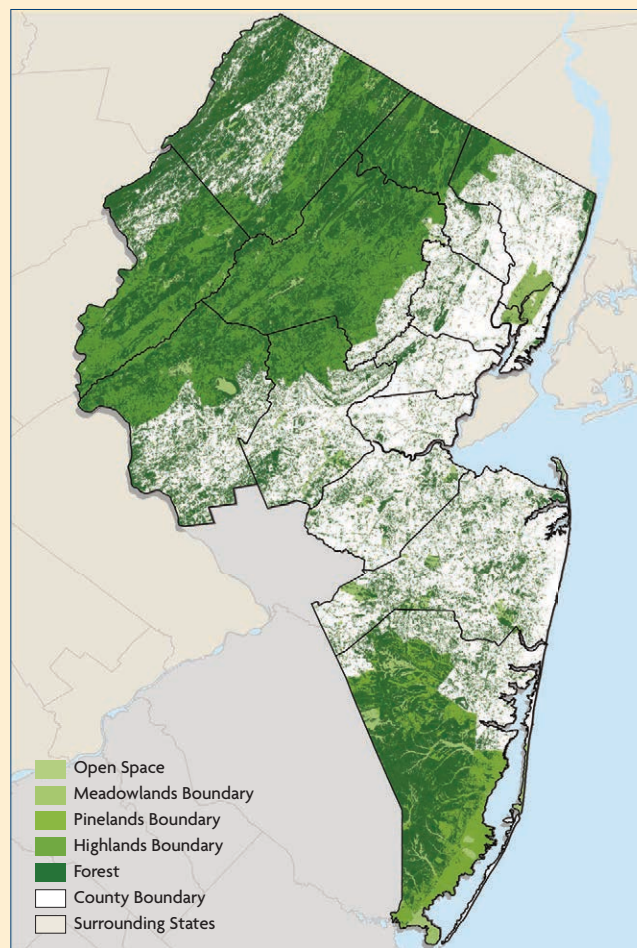 Open Space
Meadowlands Boundary
Pinelands Boundary
Highlands Boundary
Forest
County Boundary
Surrounding States